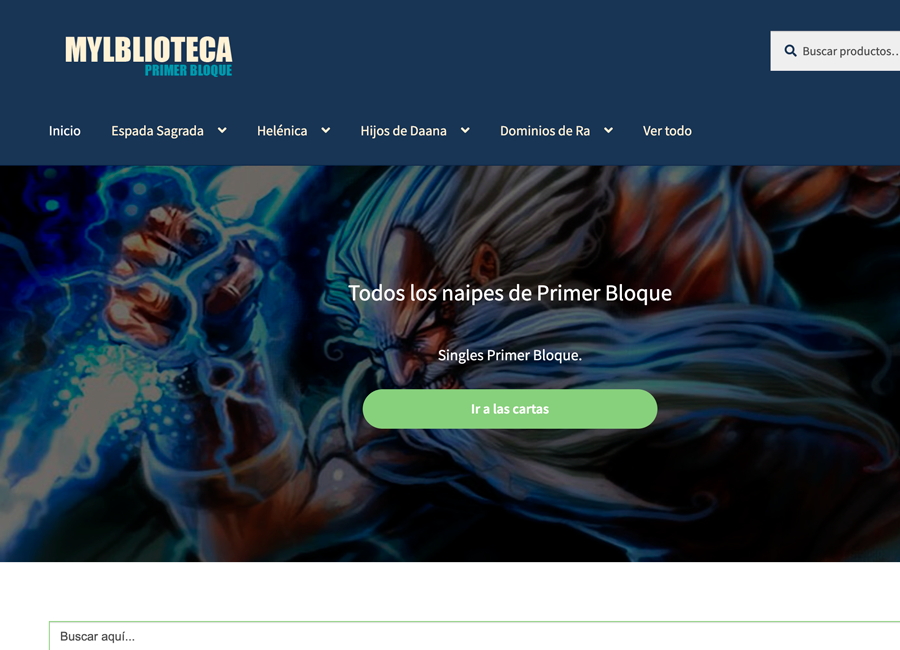 MYLBLIOTECA
PRIMER BLOQUE
Buscar productos…
Inicio
Espada Sagrada
Helénica
Hijos de Daana
Dominios de Ra
Ver todo
Todos los naipes de Primer Bloque
Singles Primer Bloque.
Ir a las cartas
Buscar aquí...